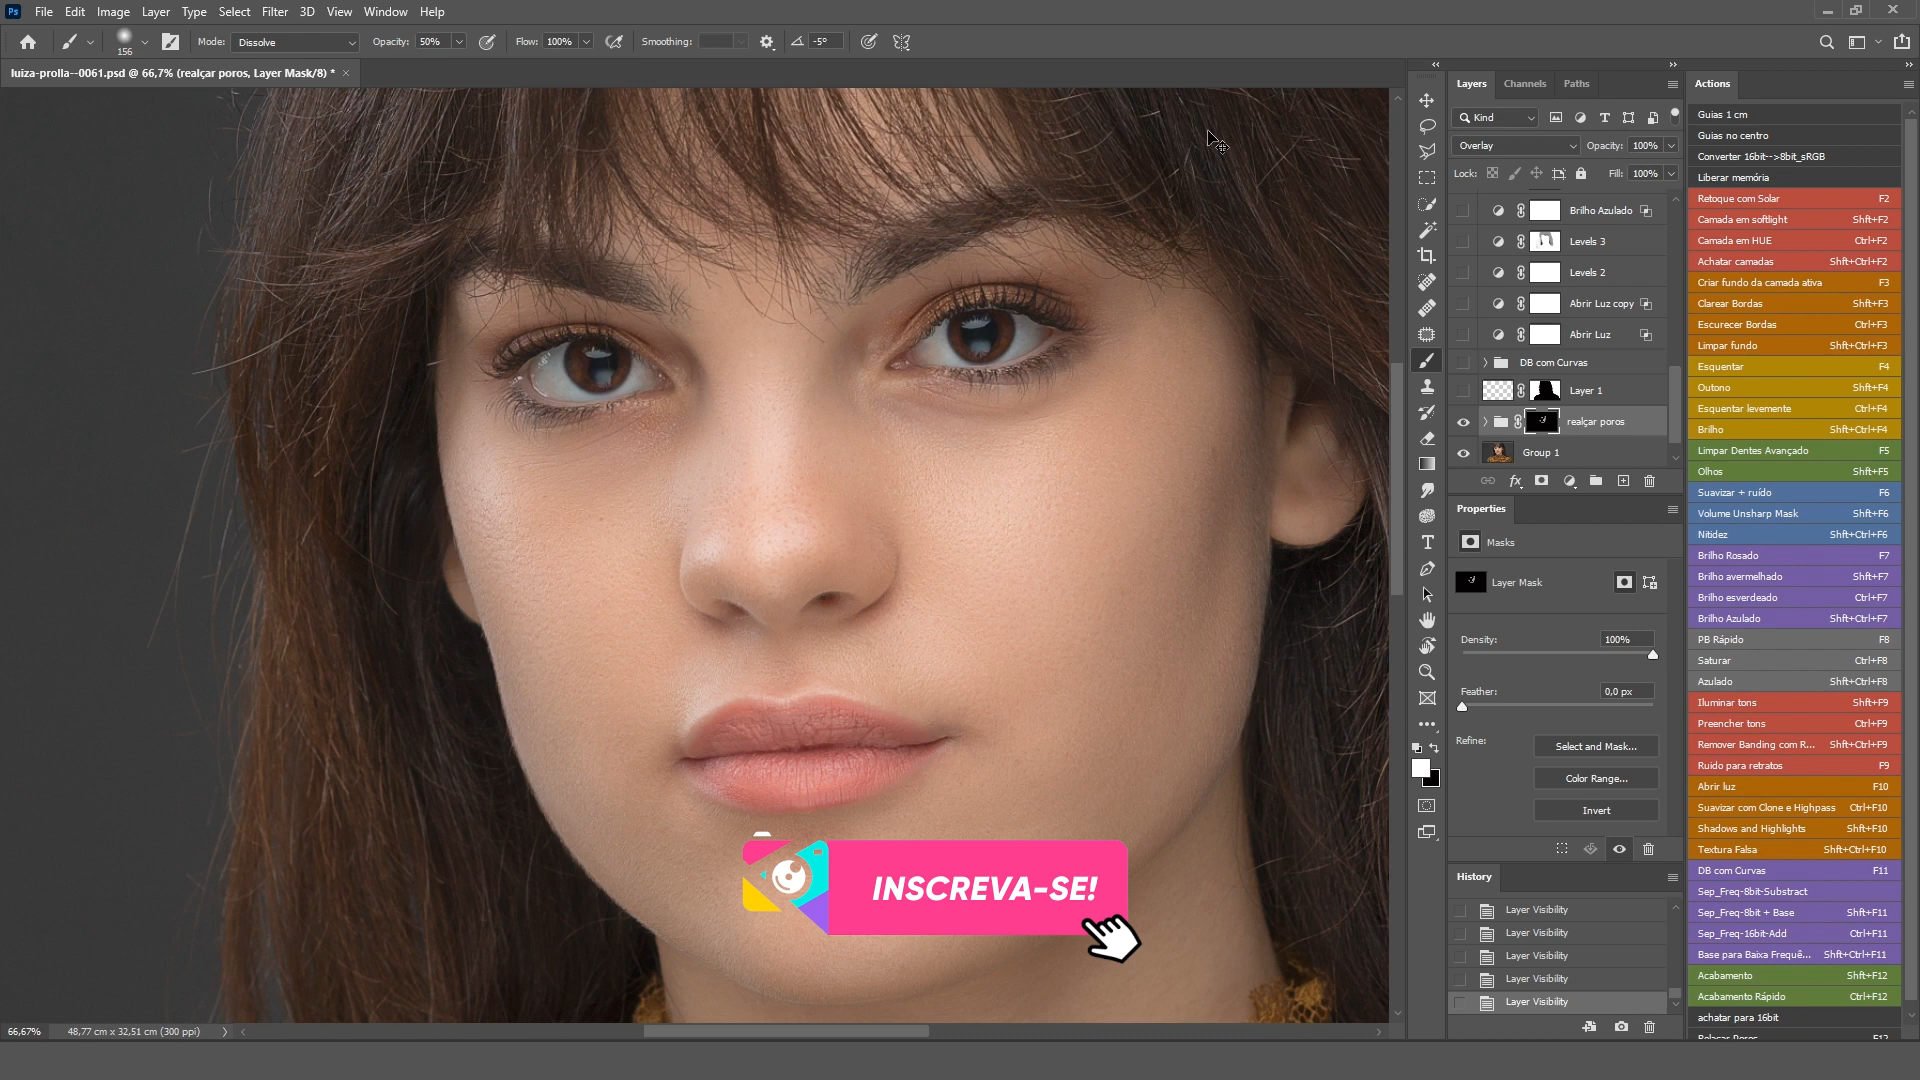 Ps File Edit Image Layer Type Select Filter 3D View Window Help
156 Mode: Dissolve Opacity: 50% Flow: 100% Smoothing: -5°
luiza-prolla--0061.psd @ 66,7% (realçar poros, Layer Mask/8) * ×
INSCREVA-SE!
66,67% 48,77 cm x 32,51 cm (300 ppi)
Layers Channels Paths
Kind
Overlay Opacity: 100%
Lock: Fill: 100%
Brilho Azulado
Levels 3
Levels 2
Abrir Luz copy
Abrir Luz
DB com Curvas
Layer 1
realçar poros
Group 1
fx
Properties
Masks
Layer Mask
Density: 100%
Feather: 0,0 px
Refine: Select and Mask...
Color Range...
Invert
History
Layer Visibility
Layer Visibility
Layer Visibility
Layer Visibility
Layer Visibility
Actions
Guias 1 cm
Guias no centro
Converter 16bit-->8bit_sRGB
Liberar memória
Retoque com Solar F2
Camada em softlight Shft+F2
Camada em HUE Ctrl+F2
Achatar camadas Shft+Ctrl+F2
Criar fundo da camada ativa F3
Clarear Bordas Shft+F3
Escurecer Bordas Ctrl+F3
Limpar fundo Shft+Ctrl+F3
Esquentar F4
Outono Shft+F4
Esquentar levemente Ctrl+F4
Brilho Shft+Ctrl+F4
Limpar Dentes Avançado F5
Olhos Shft+F5
Suavizar + ruído F6
Volume Unsharp Mask Shft+F6
Nitidez Shft+Ctrl+F6
Brilho Rosado F7
Brilho avermelhado Shft+F7
Brilho esverdeado Ctrl+F7
Brilho Azulado Shft+Ctrl+F7
PB Rápido F8
Saturar Ctrl+F8
Azulado Shft+Ctrl+F8
Iluminar tons Shft+F9
Preencher tons Ctrl+F9
Remover Banding com R... Shft+Ctrl+F9
Ruido para retratos F9
Abrir luz F10
Suavizar com Clone e Highpass Ctrl+F10
Shadows and Highlights Shft+F10
Textura Falsa Shft+Ctrl+F10
DB com Curvas F11
Sep_Freq-8bit-Substract
Sep_Freq-8bit + Base Shft+F11
Sep_Freq-16bit-Add Ctrl+F11
Base para Baixa Frequê... Shft+Ctrl+F11
Acabamento Shft+F12
Acabamento Rápido Ctrl+F12
achatar para 16bit